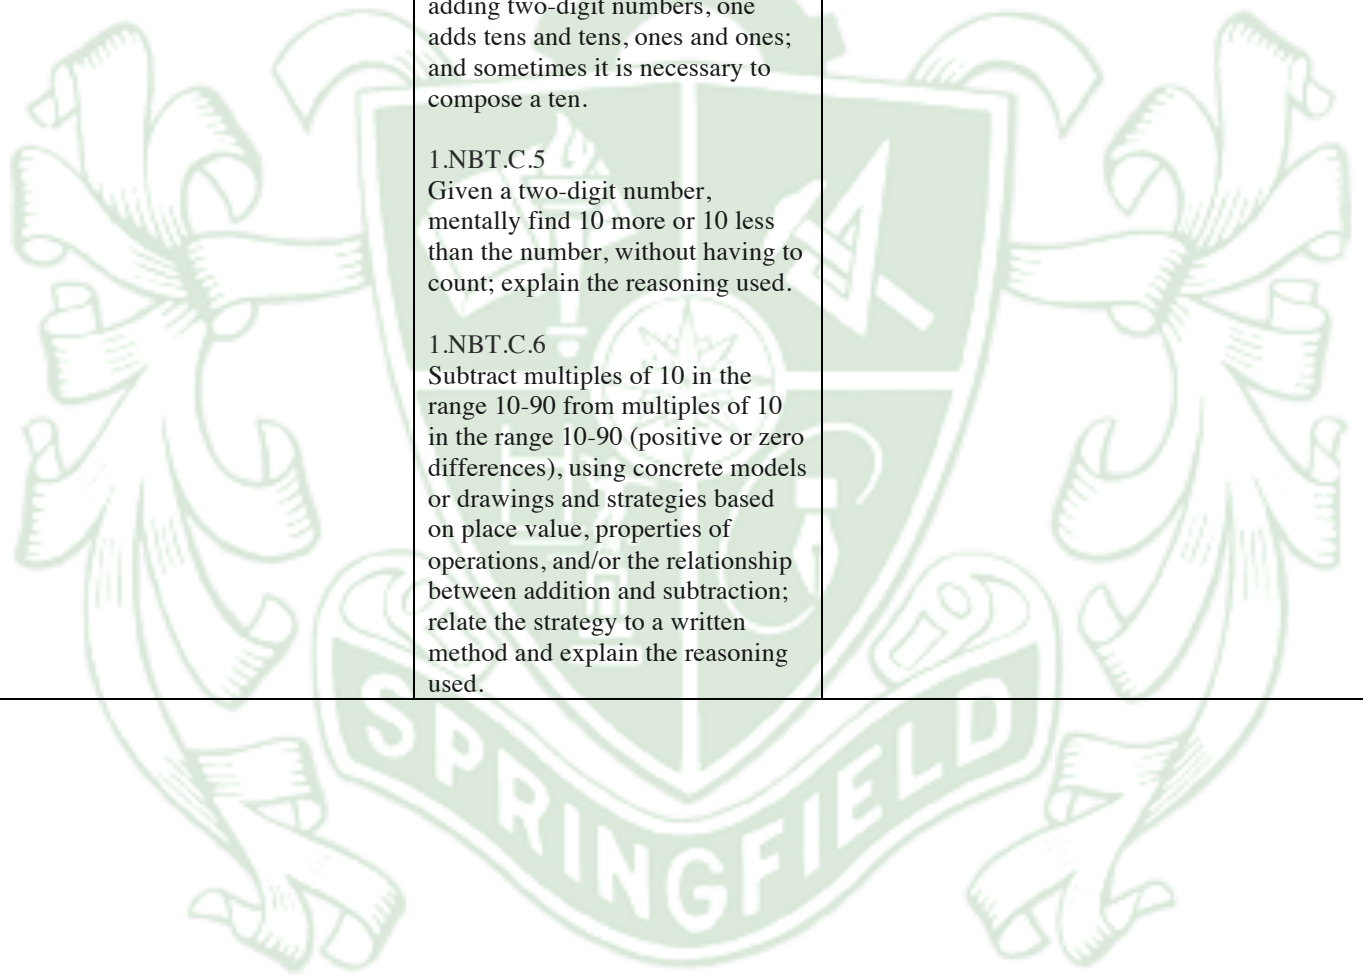 adding two-digit numbers, one
adds tens and tens, ones and ones;
and sometimes it is necessary to
compose a ten.
1.NBT.C.5
Given a two-digit number,
mentally find 10 more or 10 less
than the number, without having to
count; explain the reasoning used.
1.NBT.C.6
Subtract multiples of 10 in the
range 10-90 from multiples of 10
in the range 10-90 (positive or zero
differences), using concrete models
or drawings and strategies based
on place value, properties of
operations, and/or the relationship
between addition and subtraction;
relate the strategy to a written
method and explain the reasoning
used.
SPRINGFIELD